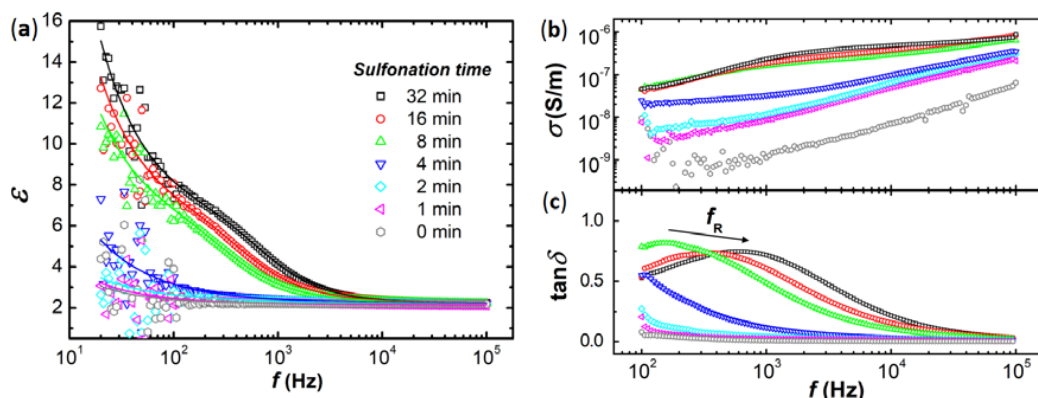 (a)
ε
16
14
12
10
8
6
4
2
Sulfonation time
32 min
16 min
8 min
4 min
2 min
1 min
0 min
10¹ 10² 10³ 10⁴ 10⁵
f (Hz)
(b)
σ(S/m)
10⁻⁶
10⁻⁷
10⁻⁸
10⁻⁹
(c)
tanδ
1.0
0.5
0.0
f_R
10² 10³ 10⁴ 10⁵
f (Hz)